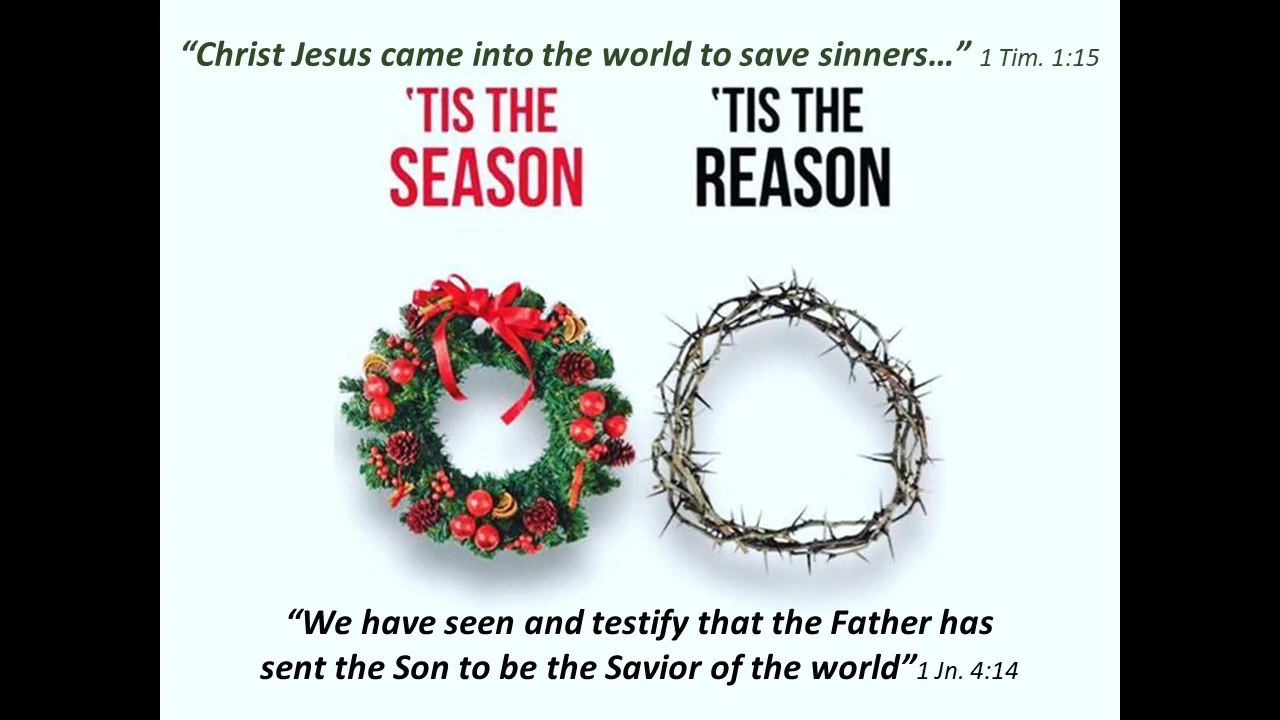 “Christ Jesus came into the world to save sinners…” 1 Tim. 1:15
‛TIS THE
SEASON
‛TIS THE
REASON
“We have seen and testify that the Father has
sent the Son to be the Savior of the world”1 Jn. 4:14